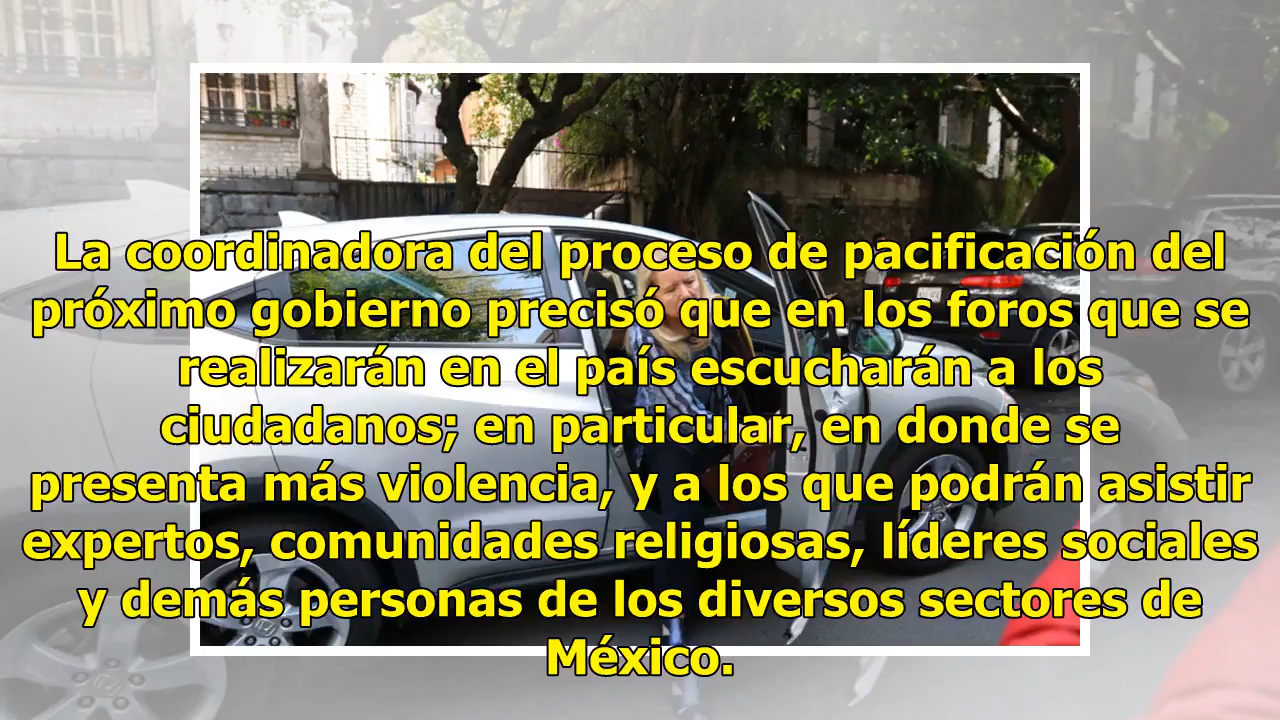 La coordinadora del proceso de pacificación del
próximo gobierno precisó que en los foros que se
realizarán en el país escucharán a los
ciudadanos; en particular, en donde se
presenta más violencia, y a los que podrán asistir
expertos, comunidades religiosas, líderes sociales
y demás personas de los diversos sectores de
México.